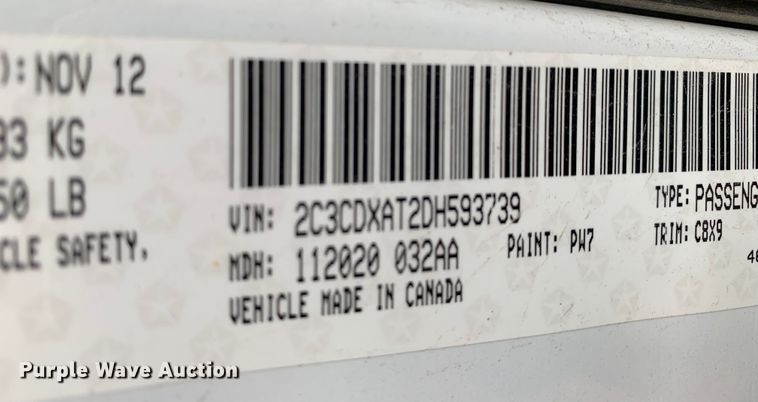 ): NOV 12
33 KG
50 LB
CLE SAFETY.
VIN: 2C3CDXAT2DH593739
TYPE: PASSENG
MDH: 112020 032AA
PAINT: PW7
TRIM: C8X9
VEHICLE MADE IN CANADA
48
Purple Wave Auction